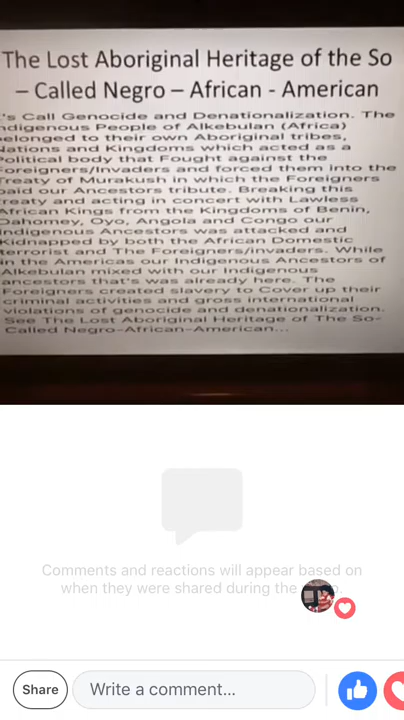 The Lost Aboriginal Heritage of the So
– Called Negro – African - American
's Call Genocide and Denationalization. The
ndigenous People of Alkebulan (Africa)
elonged to their own Aboriginal tribes,
Nations and Kingdoms which acted as a
Political body that Fought against the
Foreigners/Invaders and forced them into the
Treaty of Murakush in which the Foreigners
paid our Ancestors tribute. Breaking this
treaty and acting in concert with Lawless
African Kings from the Kingdoms of Benin,
Dahomey, Oyo, Angola and Congo our
Indigenous Ancestors was attacked and
Kidnapped by both the African Domestic
terrorist and The Foreigners/invaders. While
in the Americas our Indigenous Ancestors of
Alkebulan mixed with our Indigenous
ancestors that's was already here. The
Foreigners created slavery to Cover up their
criminal activities and gross international
violations of genocide and denationalization.
See The Lost Aboriginal Heritage of The So-
Called Negro-African-American...
Comments and reactions will appear based on
when they were shared during the
Share
Write a comment...